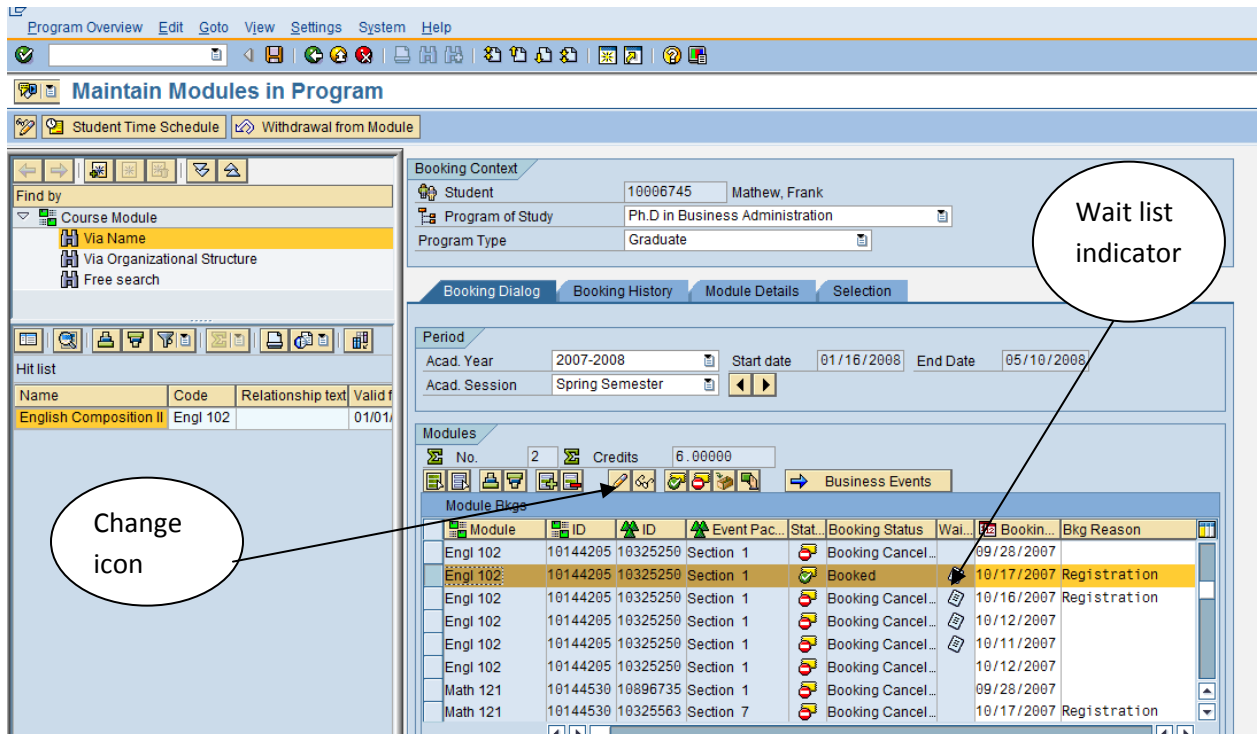 Program Overview Edit Goto View Settings System Help
Maintain Modules in Program
Student Time Schedule Withdrawal from Module
Find by
Course Module
Via Name
Via Organizational Structure
Free search
Hit list
Name Code Relationship text Valid f
English Composition II Engl 102 01/01/
Change
icon
Booking Context
Student 10006745 Mathew, Frank
Program of Study Ph.D in Business Administration
Program Type Graduate
Wait list
indicator
Booking Dialog Booking History Module Details Selection
Period
Acad. Year 2007-2008 Start date 01/16/2008 End Date 05/10/2008
Acad. Session Spring Semester
Modules
No. 2 Credits 6.00000
Business Events
Module Bkgs
Module ID ID Event Pac... Stat... Booking Status Wai... Bookin... Bkg Reason
Engl 102 10144205 10325250 Section 1 Booking Cancel... 09/28/2007
Engl 102 10144205 10325250 Section 1 Booked 10/17/2007 Registration
Engl 102 10144205 10325250 Section 1 Booking Cancel... 10/16/2007 Registration
Engl 102 10144205 10325250 Section 1 Booking Cancel... 10/12/2007
Engl 102 10144205 10325250 Section 1 Booking Cancel... 10/11/2007
Engl 102 10144205 10325250 Section 1 Booking Cancel... 10/12/2007
Math 121 10144530 10896735 Section 1 Booking Cancel... 09/28/2007
Math 121 10144530 10325563 Section 7 Booking Cancel... 10/17/2007 Registration